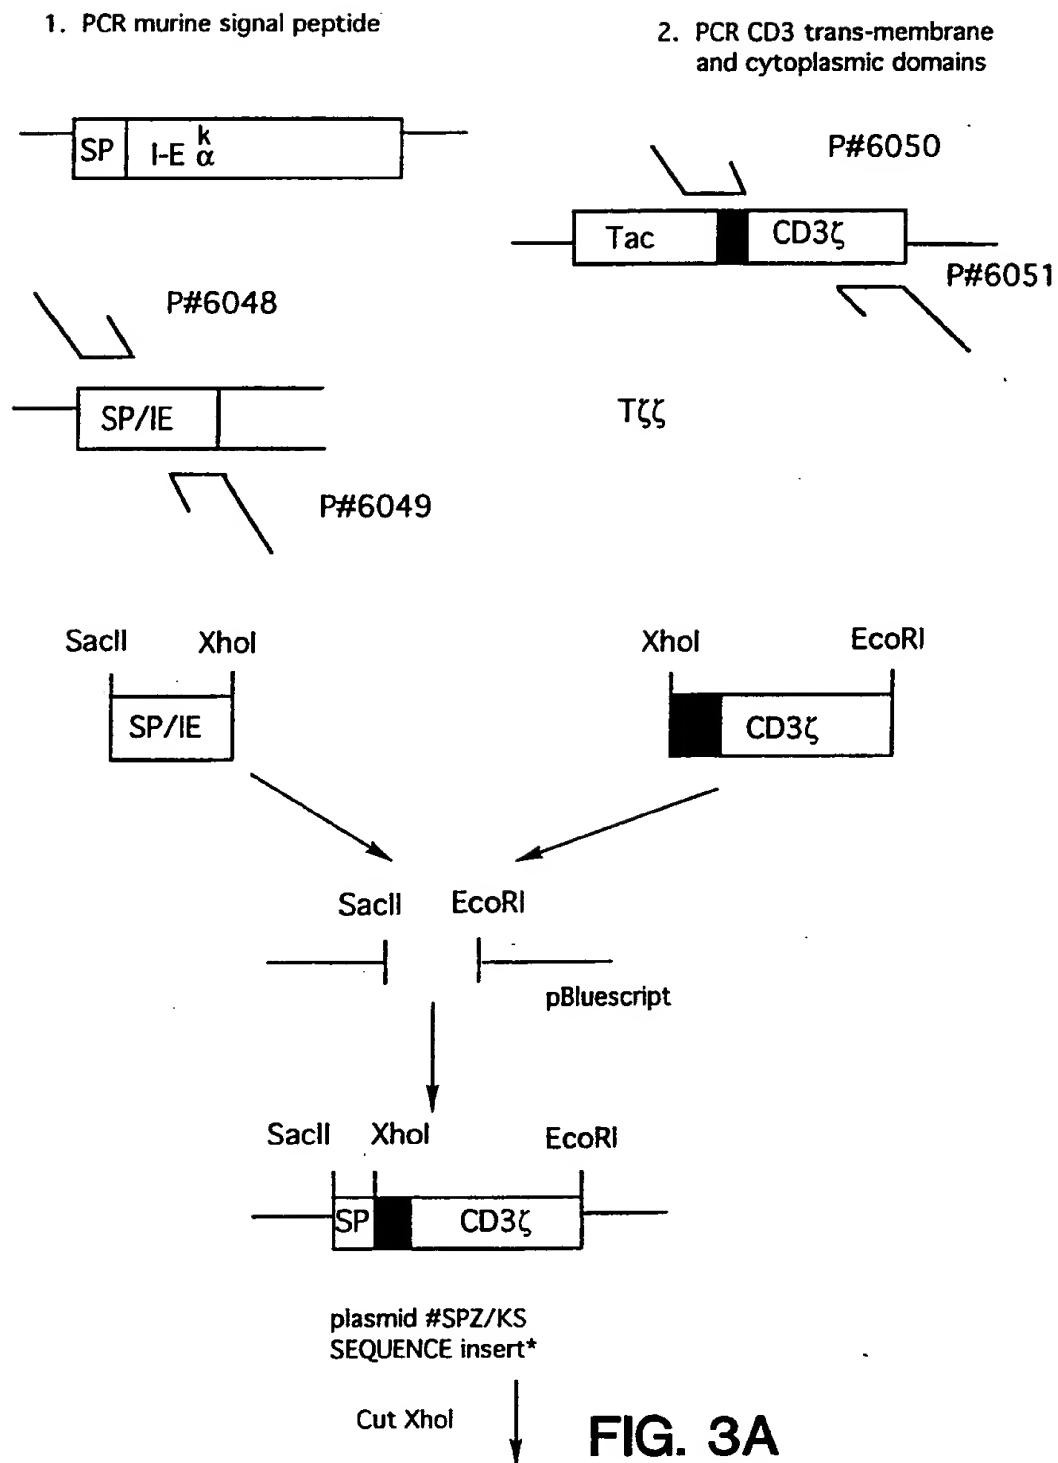 1. PCR murine signal peptide
2. PCR CD3 trans-membrane
and cytoplasmic domains
SP
I-E k α
P#6050
Tac
CD3ζ
P#6051
P#6048
SP/IE
Tζζ
P#6049
SacII
XhoI
XhoI
EcoRI
SP/IE
CD3ζ
SacII
EcoRI
pBluescript
SacII
XhoI
EcoRI
SP
CD3ζ
plasmid #SPZ/KS
SEQUENCE insert*
Cut XhoI
FIG. 3A